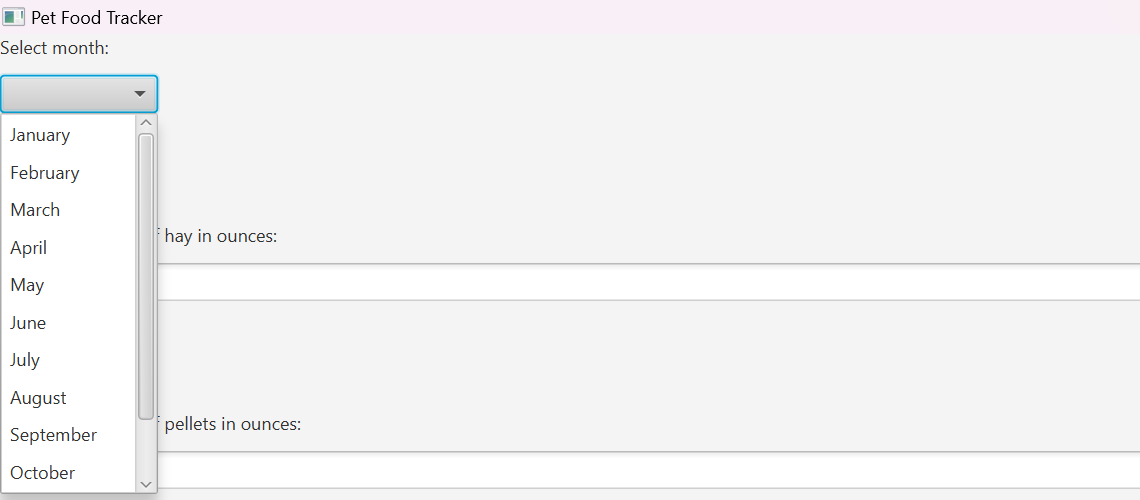 Pet Food Tracker
Select month:
January
February
March
April
May
June
July
August
September
October
hay in ounces:
pellets in ounces: